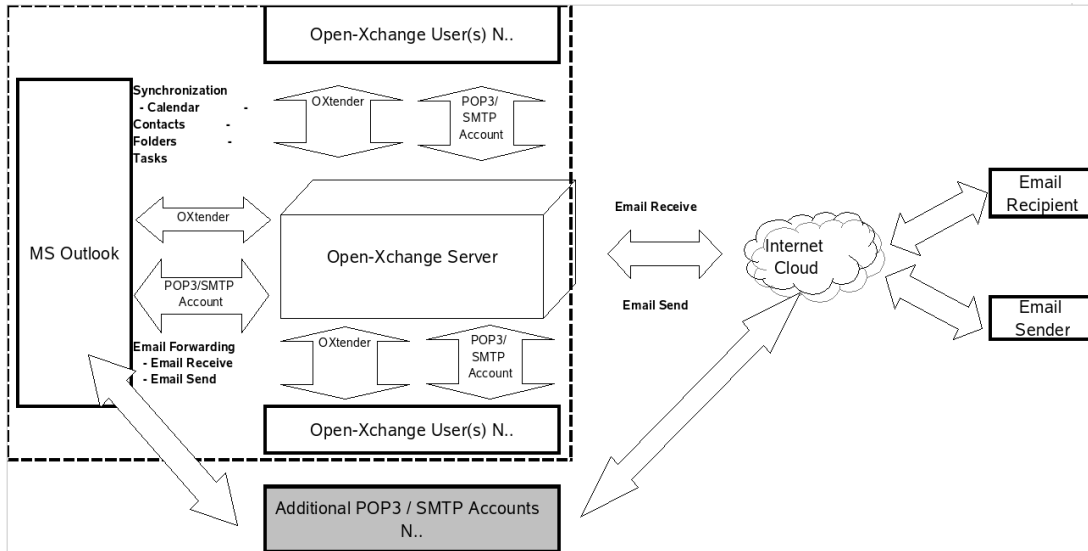 Open-Xchange User(s) N..
Synchronization
- Calendar -
Contacts -
Folders -
Tasks
OXtender
POP3/
SMTP
Account
MS Outlook
OXtender
Open-Xchange Server
POP3/SMTP
Account
Email Forwarding
- Email Receive
- Email Send
OXtender
POP3/
SMTP
Account
Open-Xchange User(s) N..
Additional POP3 / SMTP Accounts
N..
Email Receive
Email Send
Internet
Cloud
Email
Recipient
Email
Sender